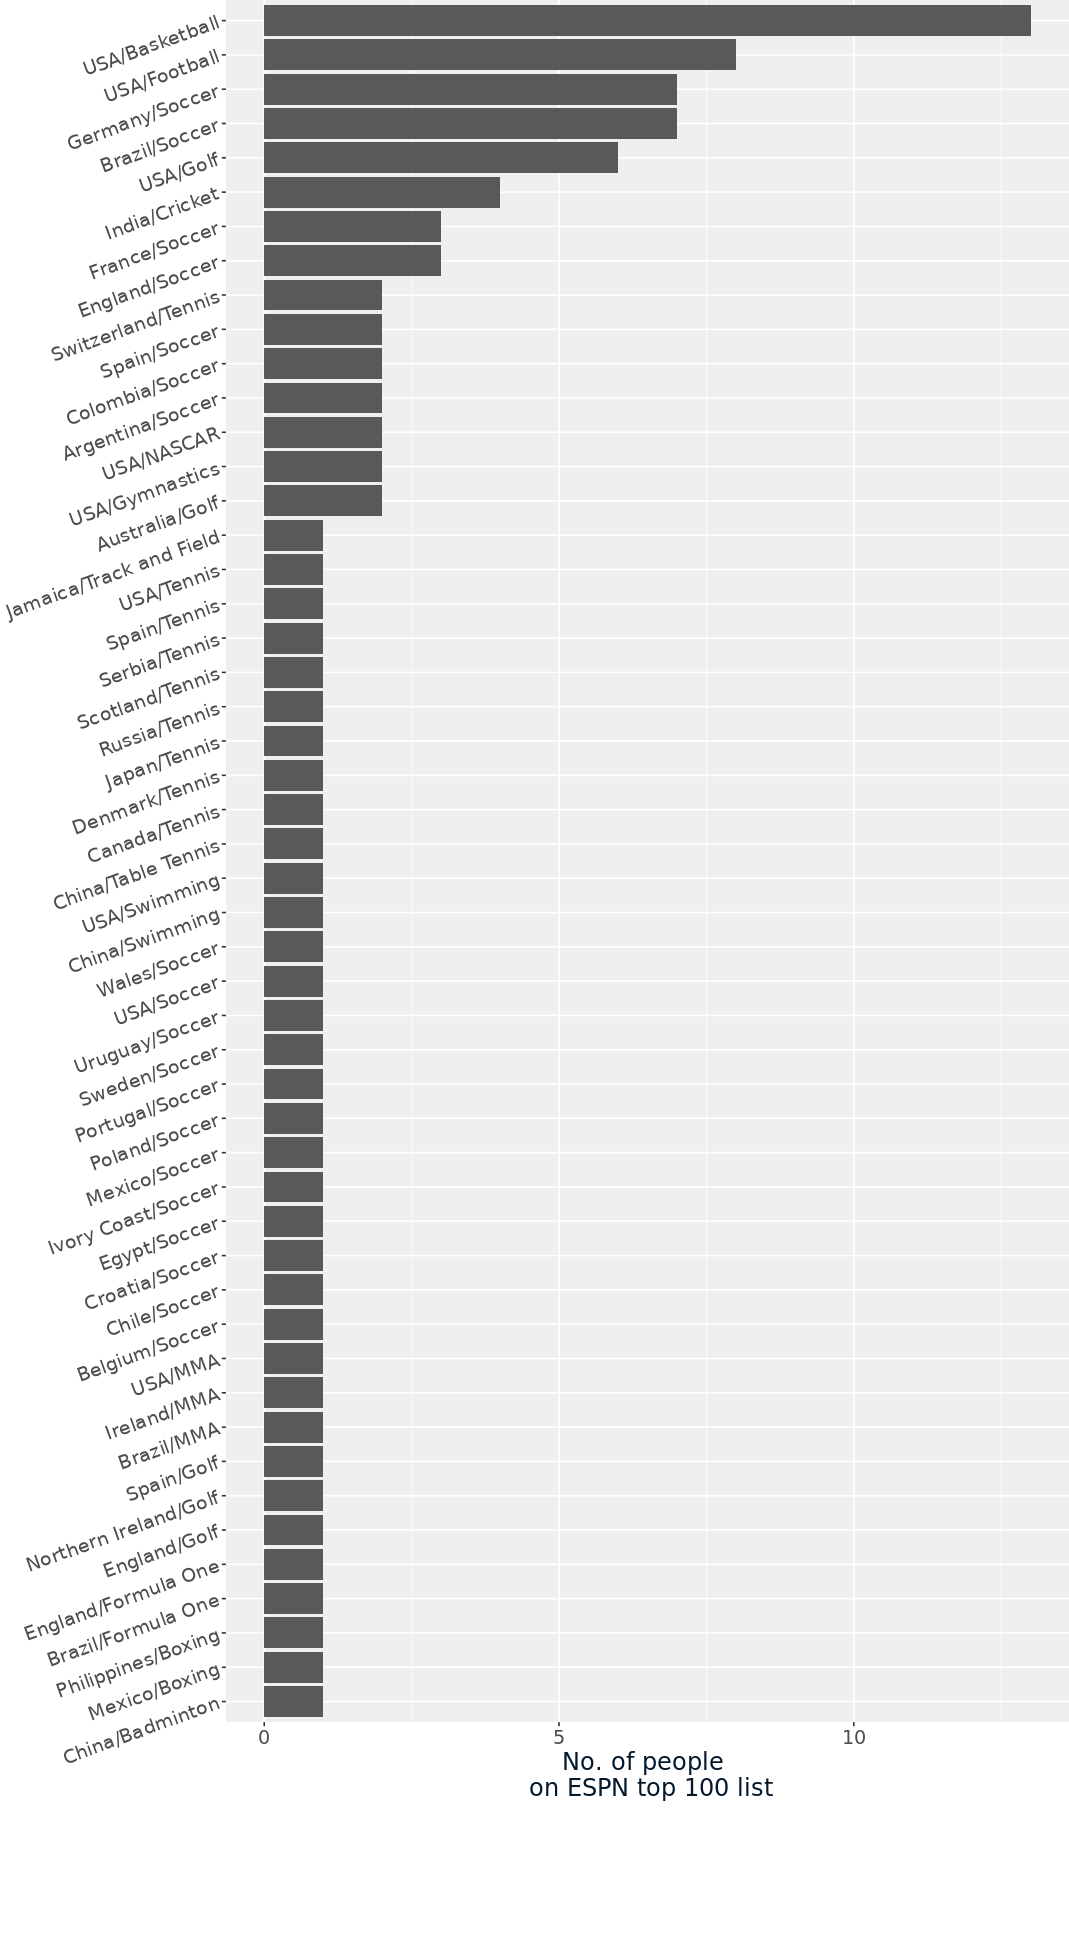 USA/Basketball
USA/Football
Germany/Soccer
Brazil/Soccer
USA/Golf
India/Cricket
France/Soccer
England/Soccer
Switzerland/Tennis
Spain/Soccer
Colombia/Soccer
Argentina/Soccer
USA/NASCAR
USA/Gymnastics
Australia/Golf
Jamaica/Track and Field
USA/Tennis
Spain/Tennis
Serbia/Tennis
Scotland/Tennis
Russia/Tennis
Japan/Tennis
Denmark/Tennis
Canada/Tennis
China/Table Tennis
USA/Swimming
China/Swimming
Wales/Soccer
USA/Soccer
Uruguay/Soccer
Sweden/Soccer
Portugal/Soccer
Poland/Soccer
Mexico/Soccer
Ivory Coast/Soccer
Egypt/Soccer
Croatia/Soccer
Chile/Soccer
Belgium/Soccer
USA/MMA
Ireland/MMA
Brazil/MMA
Spain/Golf
Northern Ireland/Golf
England/Golf
England/Formula One
Brazil/Formula One
Philippines/Boxing
Mexico/Boxing
China/Badminton
0 5 10
No. of people
on ESPN top 100 list